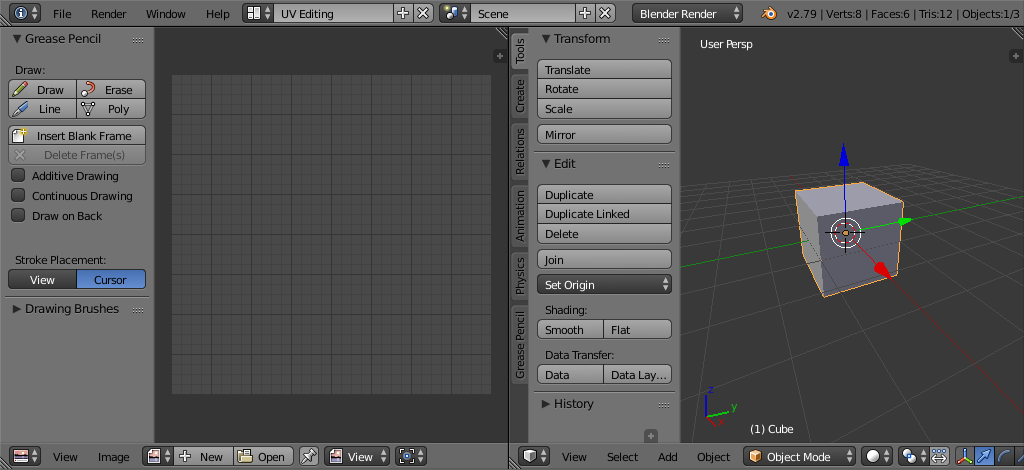 File Render Window Help UV Editing Scene Blender Render v2.79 | Verts:8 | Faces:6 | Tris:12 | Objects:1/3
Grease Pencil
Draw:
Draw Erase
Line Poly
Insert Blank Frame
Delete Frame(s)
Additive Drawing
Continuous Drawing
Draw on Back
Stroke Placement:
View Cursor
Drawing Brushes
Tools
Create
Relations
Animation
Physics
Grease Pencil
Transform
Translate
Rotate
Scale
Mirror
Edit
Duplicate
Duplicate Linked
Delete
Join
Set Origin
Shading:
Smooth Flat
Data Transfer:
Data Data Lay...
History
User Persp
z
y
x
(1) Cube
View Image New Open View
View Select Add Object Object Mode